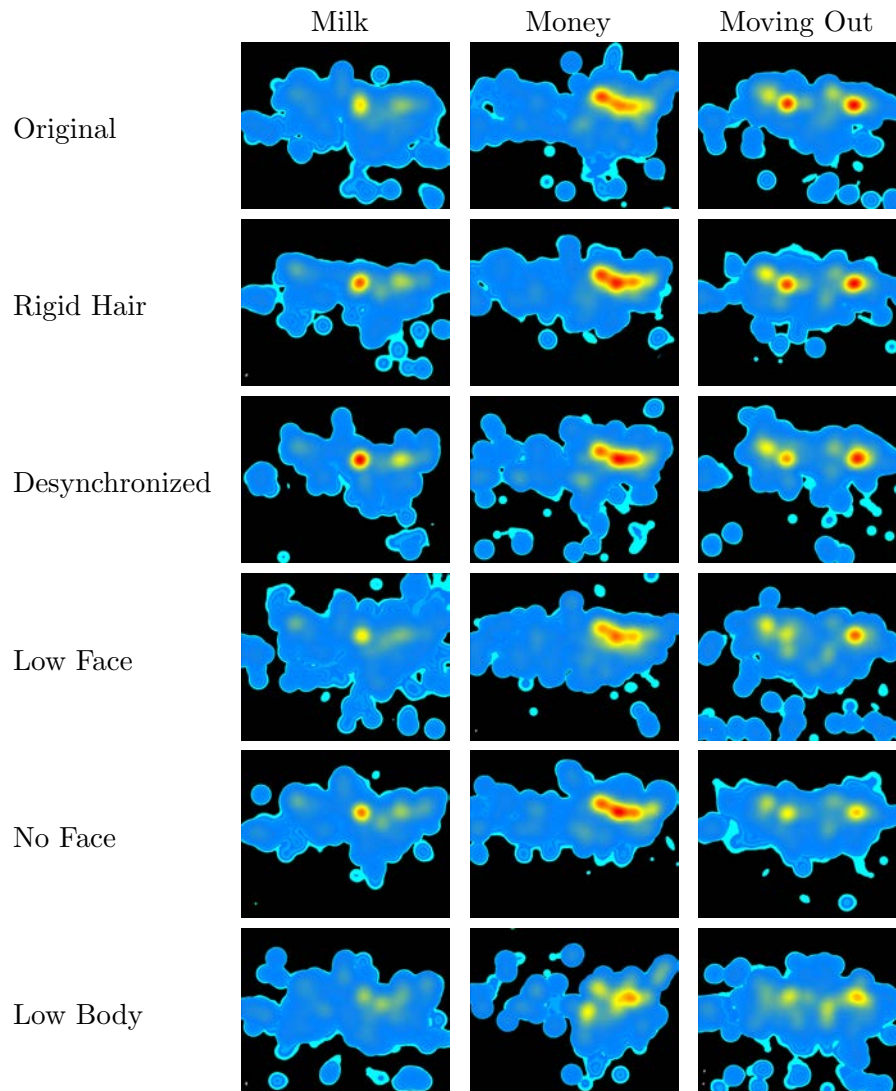 Milk Money Moving Out
Original
Rigid Hair
Desynchronized
Low Face
No Face
Low Body